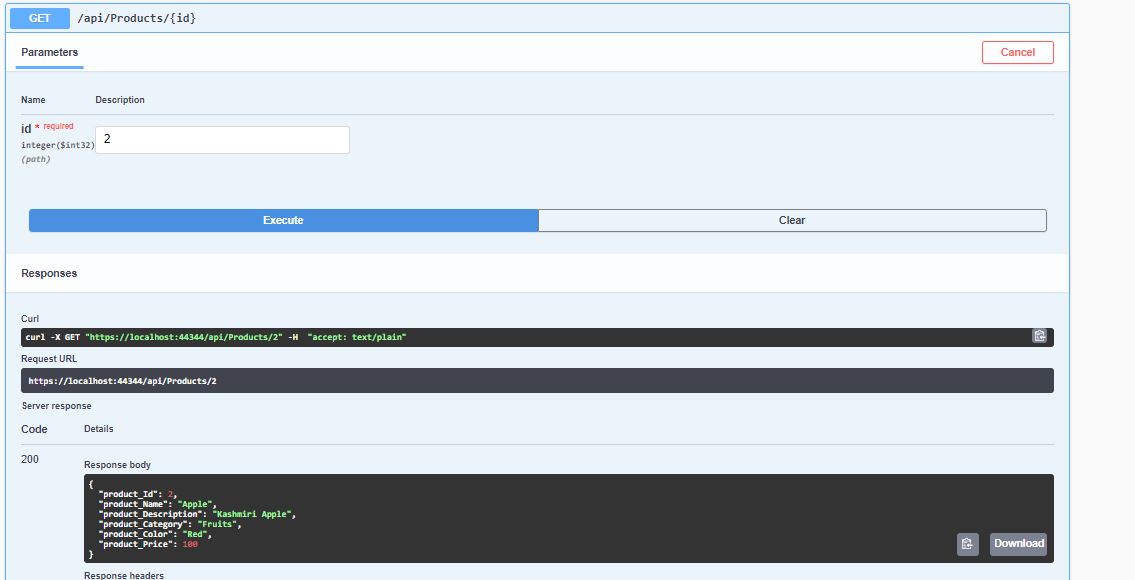 GET /api/Products/{id}
Parameters
Cancel
Name Description
id * required
integer($int32)
(path)
2
Execute Clear
Responses
Curl
curl -X GET "https://localhost:44344/api/Products/2" -H  "accept: text/plain"
Request URL
https://localhost:44344/api/Products/2
Server response
Code Details
200
Response body
{
  "product_Id": 2,
  "product_Name": "Apple",
  "product_Description": "Kashmiri Apple",
  "product_Category": "Fruits",
  "product_Color": "Red",
  "product_Price": 100
}
Download
Response headers